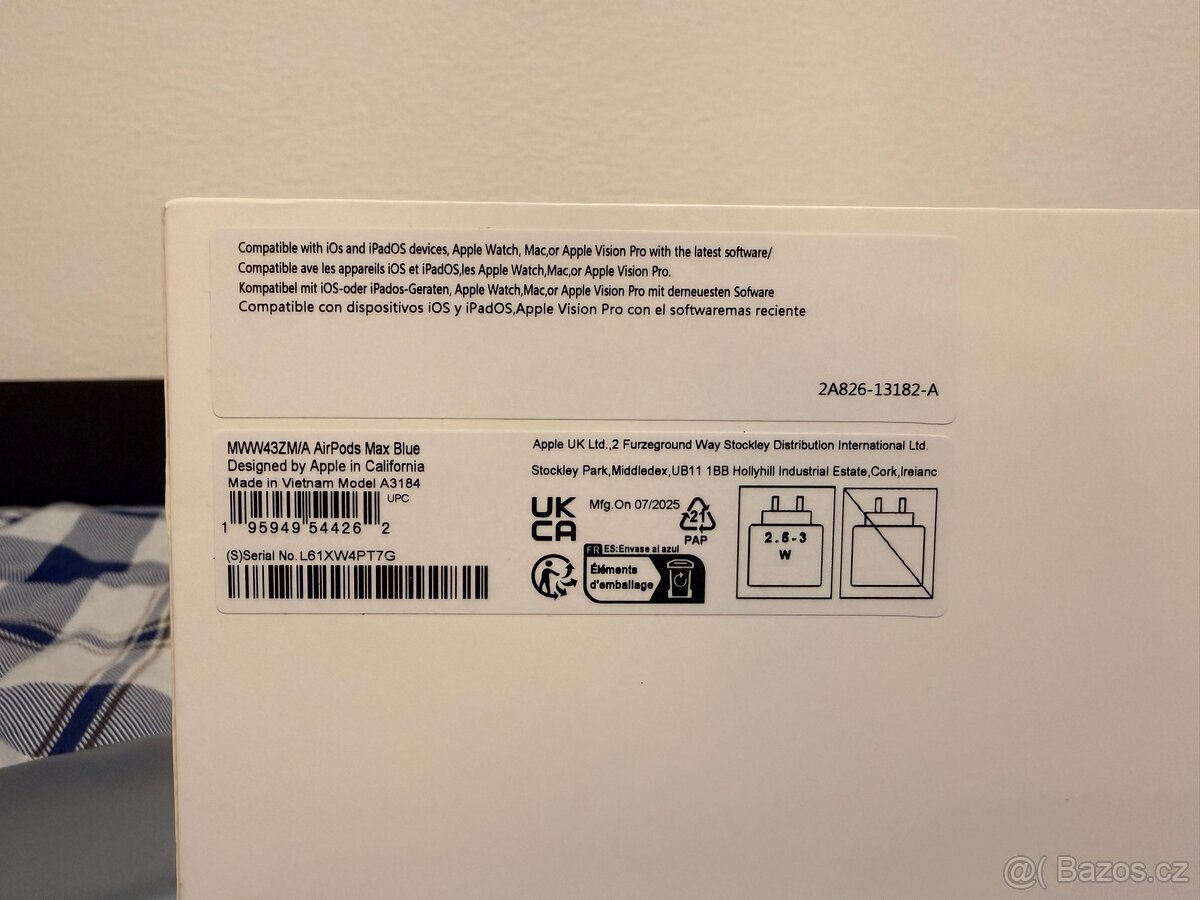 Compatible with iOs and iPadOS devices, Apple Watch, Mac,or Apple Vision Pro with the latest software/
Compatible ave les appareils iOS et iPadOS,les Apple Watch,Mac,or Apple Vision Pro.
Kompatibel mit iOS-oder iPados-Geraten, Apple Watch,Mac,or Apple Vision Pro mit derneuesten Sofware
Compatible con dispositivos iOS y iPadOS,Apple Vision Pro con el softwaremas reciente
2A826-13182-A
MWW43ZM/A AirPods Max Blue
Designed by Apple in California
Made in Vietnam Model A3184
UPC
1 95949 54426 2
(S)Serial No. L61XW4PT7G
Apple UK Ltd.,2 Furzeground Way Stockley Distribution International Ltd.
Stockley Park,Middledex,UB11 1BB Hollyhill Industrial Estate,Cork,Ireianc
UK
CA
Mfg.On 07/2025
21
PAP
FR ES:Envase al azul
Éléments
d'emballage
2.5-3
W
@( Bazos.cz